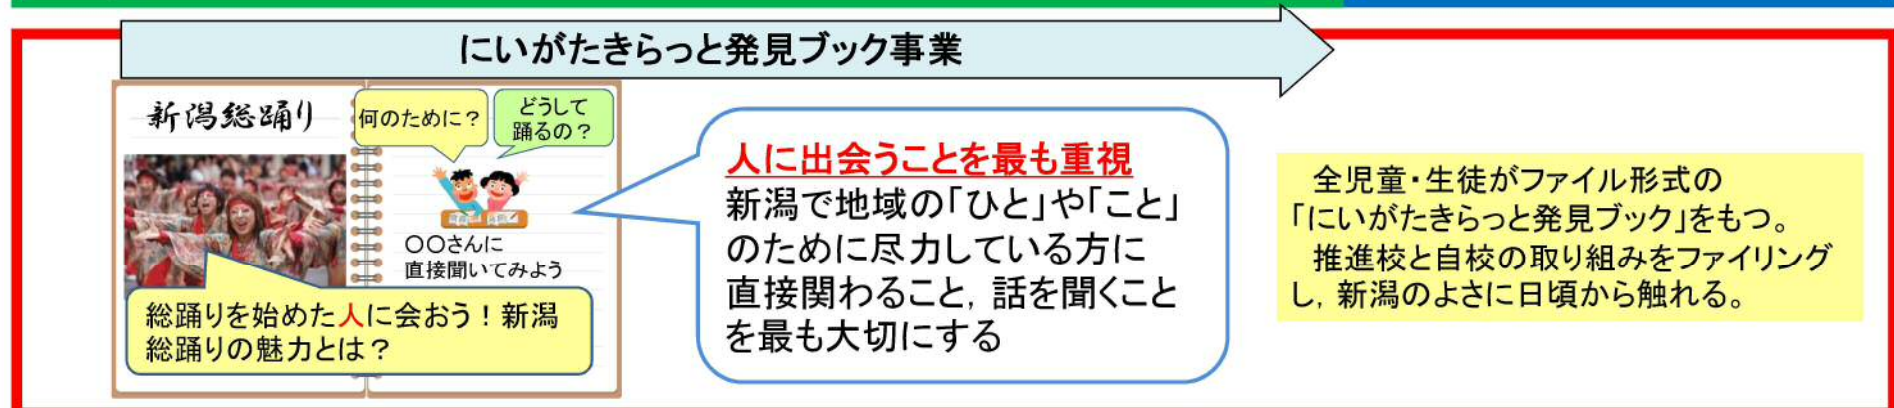 にいがたきらっと発見ブック事業
新潟総踊り
何のために？
どうして
踊るの？
〇〇さんに
直接聞いてみよう
総踊りを始めた人に会おう！新潟
総踊りの魅力とは？
人に出会うことを最も重視
新潟で地域の「ひと」や「こと」
のために尽力している方に
直接関わること，話を聞くこと
を最も大切にする
全児童・生徒がファイル形式の
「にいがたきらっと発見ブック」をもつ。
推進校と自校の取り組みをファイリング
し，新潟のよさに日頃から触れる。